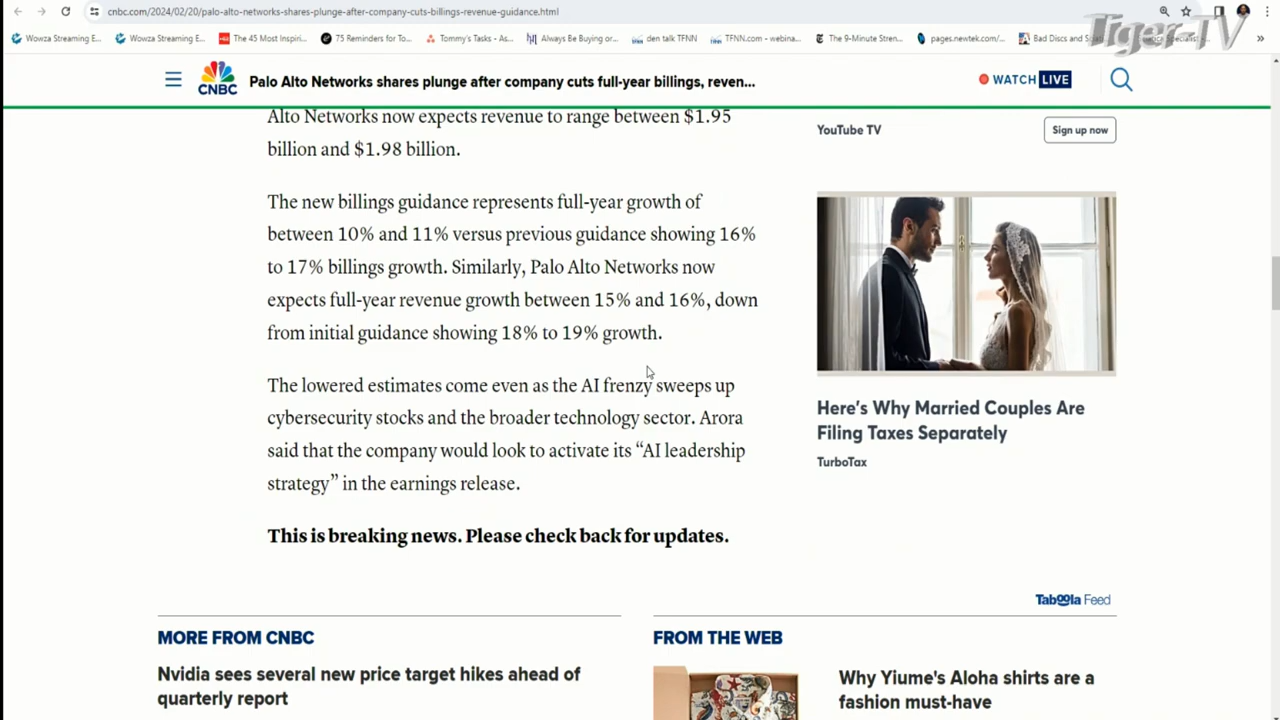 cnbc.com/2024/02/20/palo-alto-networks-shares-plunge-after-company-cuts-billings-revenue-guidance.html
Wowza Streaming E... Wowza Streaming E... The 45 Most Inspiri... 75 Reminders for To... Tommy's Tasks - As... Always Be Buying or... den talk TFNN TFNN.com - webina... The 9-Minute Stren... pages.newtek.com/... Bad Discs and
Tiger-TV
CNBC
Palo Alto Networks shares plunge after company cuts full-year billings, reven...
WATCH LIVE
Alto Networks now expects revenue to range between $1.95
billion and $1.98 billion.
The new billings guidance represents full-year growth of
between 10% and 11% versus previous guidance showing 16%
to 17% billings growth. Similarly, Palo Alto Networks now
expects full-year revenue growth between 15% and 16%, down
from initial guidance showing 18% to 19% growth.
The lowered estimates come even as the AI frenzy sweeps up
cybersecurity stocks and the broader technology sector. Arora
said that the company would look to activate its “AI leadership
strategy” in the earnings release.
This is breaking news. Please check back for updates.
YouTube TV
Sign up now
Here's Why Married Couples Are
Filing Taxes Separately
TurboTax
Taboola Feed
MORE FROM CNBC
Nvidia sees several new price target hikes ahead of
quarterly report
FROM THE WEB
Why Yiume's Aloha shirts are a
fashion must-have